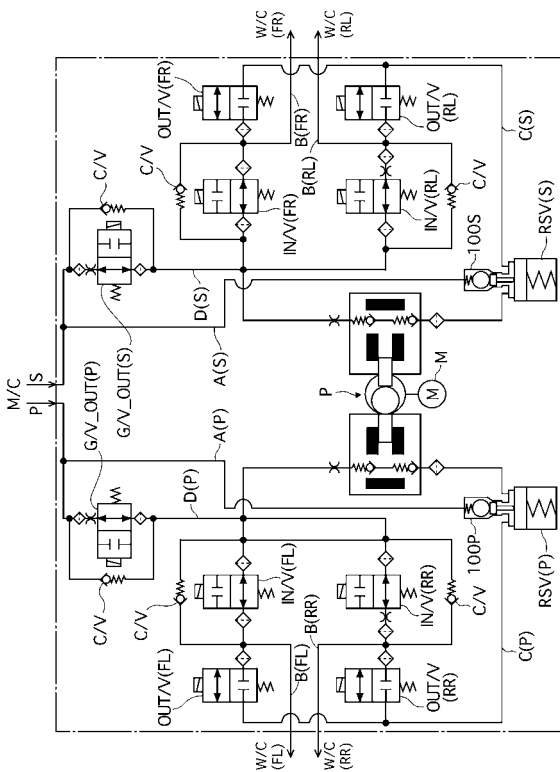 M/C
P
S
G/V_OUT(P)
G/V_OUT(S)
C/V
C/V
C/V
C/V
OUT/V(FL)
OUT/V(FR)
IN/V(FL)
IN/V(FR)
D(P)
D(S)
A(P)
A(S)
B(FL)
B(FR)
W/C
(FL)
W/C
(FR)
W/C
(RR)
W/C
(RL)
B(RR)
B(RL)
IN/V(RR)
IN/V(RL)
OUT/V
(RR)
OUT/V
(RL)
C/V
C/V
P
M
M
100P
100S
RSV(P)
RSV(S)
C(P)
C(S)